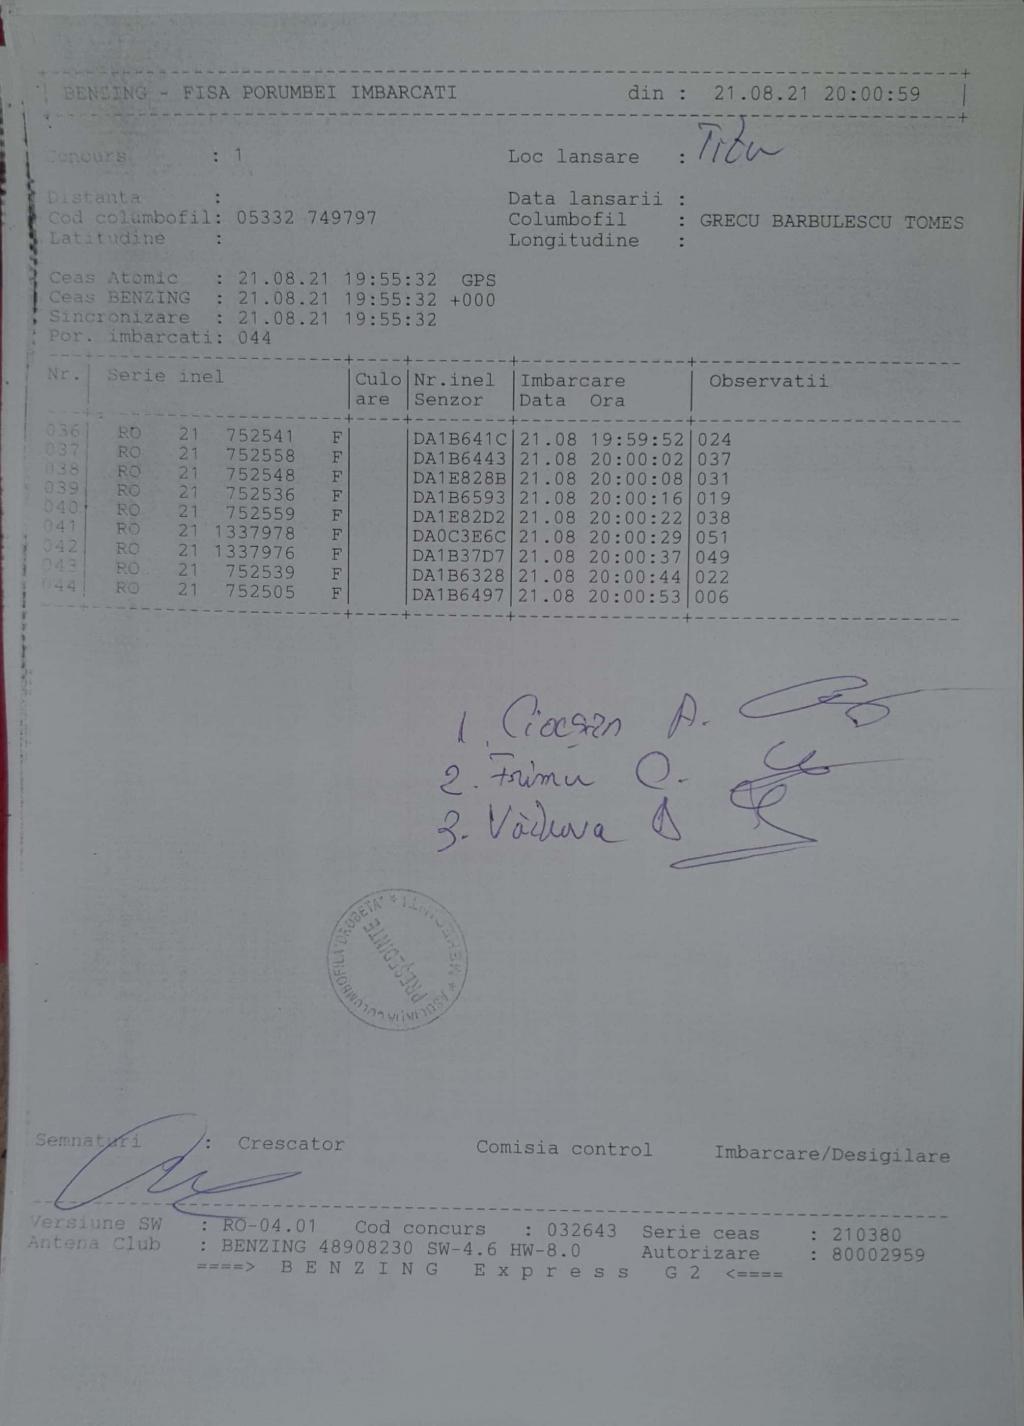 BENZING - FISA PORUMBEI IMBARCATI din : 21.08.21 20:00:59
Concurs : 1 Loc lansare : Titu
Distanta : Data lansarii :
Cod columbofil: 05332 749797 Columbofil : GRECU BARBULESCU TOMES
Latitudine : Longitudine :
Ceas Atomic : 21.08.21 19:55:32 GPS
Ceas BENZING : 21.08.21 19:55:32 +000
Sincronizare : 21.08.21 19:55:32
Por. imbarcati: 044
Nr. Serie inel Culo Nr.inel Imbarcare Observatii
are Senzor Data Ora
036 RO 21 752541 F DA1B641C 21.08 19:59:52 024
037 RO 21 752558 F DA1B6443 21.08 20:00:02 037
038 RO 21 752548 F DA1E828B 21.08 20:00:08 031
039 RO 21 752536 F DA1B6593 21.08 20:00:16 019
040 RO 21 752559 F DA1E82D2 21.08 20:00:22 038
041 RO 21 1337978 F DA0C3E6C 21.08 20:00:29 051
042 RO 21 1337976 F DA1B37D7 21.08 20:00:37 049
043 RO 21 752539 F DA1B6328 21.08 20:00:44 022
044 RO 21 752505 F DA1B6497 21.08 20:00:53 006
1. A.
2. Frimu C.
3. D
ASOCIAȚIA COLUMBOFILĂ "DROBETA" * MEHEDINȚI *
PREȘEDINTE
Semnaturi : Crescator Comisia control Imbarcare/Desigilare
Versiune SW : RO-04.01 Cod concurs : 032643 Serie ceas : 210380
Antena Club : BENZING 48908230 SW-4.6 HW-8.0 Autorizare : 80002959
====> B E N Z I N G E x p r e s s G 2 <====